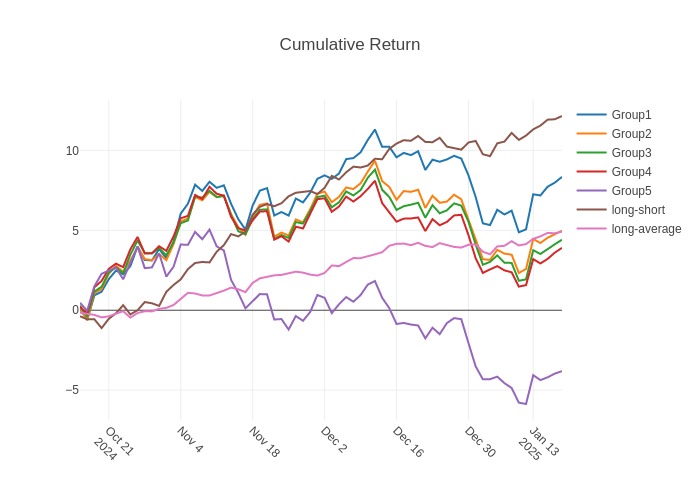 Cumulative Return
10
5
0
−5
Oct 21
2024
Nov 4
Nov 18
Dec 2
Dec 16
Dec 30
Jan 13
2025
Group1
Group2
Group3
Group4
Group5
long-short
long-average